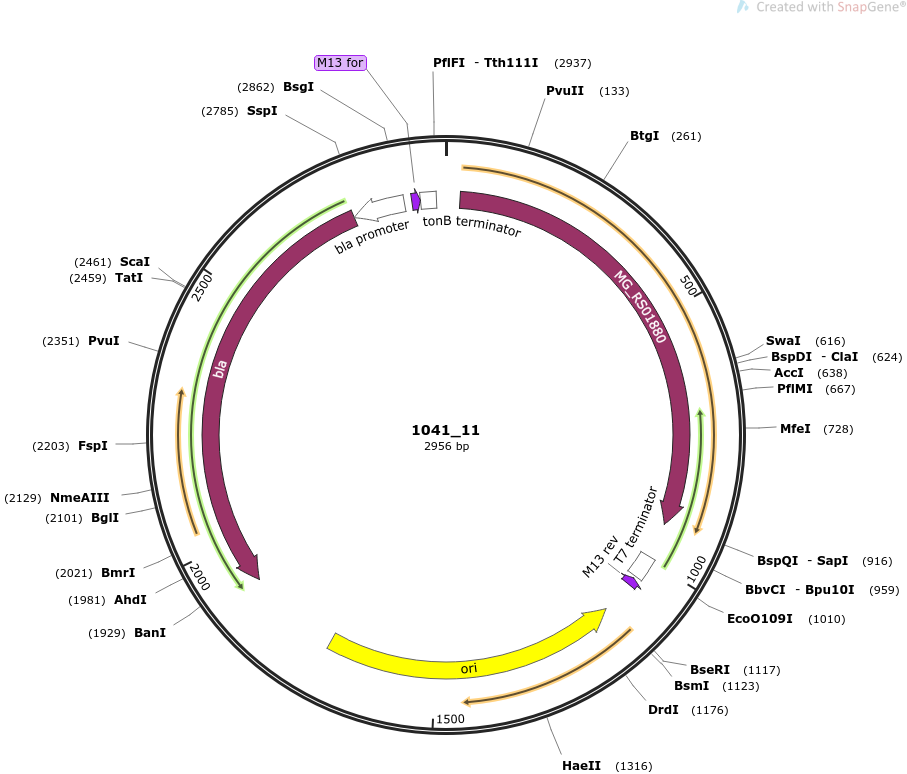 Created with SnapGene®
M13 for
PflFI - Tth111I (2937)
(2862) BsgI
PvuII (133)
(2785) SspI
BtgI (261)
bla promoter
tonB terminator
(2461) ScaI
(2459) TatI
2500
500
MG_RS01880
(2351) PvuI
SwaI (616)
BspDI - ClaI (624)
AccI (638)
PflMI (667)
bla
1041_11
2956 bp
MfeI (728)
(2203) FspI
(2129) NmeAIII
(2101) BglI
T7 terminator
M13 rev
BspQI - SapI (916)
(2021) BmrI
2000
1000
BbvCI - Bpu10I (959)
(1981) AhdI
EcoO109I (1010)
(1929) BanI
ori
BseRI (1117)
BsmI (1123)
DrdI (1176)
1500
HaeII (1316)